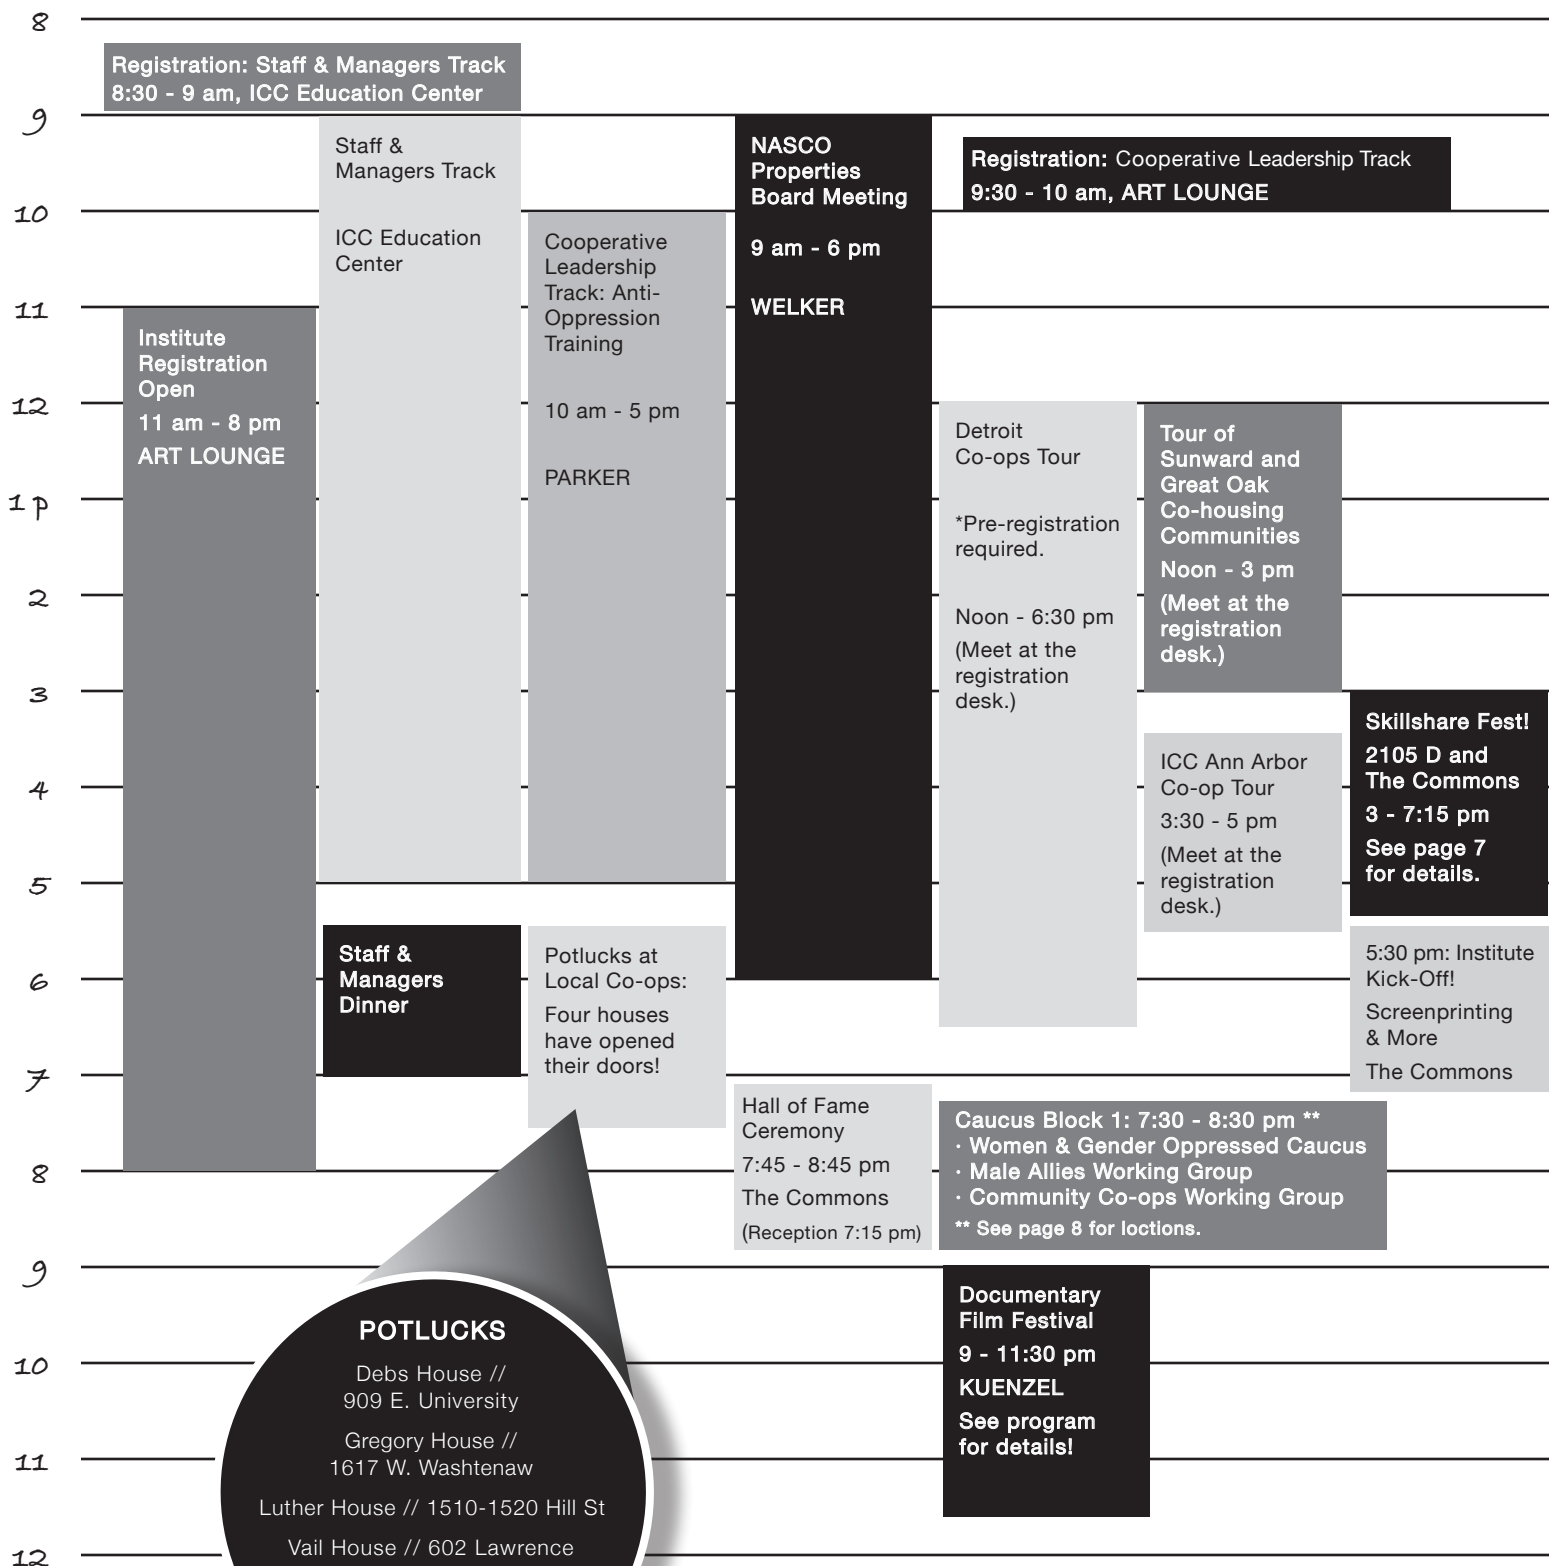 8
Registration: Staff & Managers Track
8:30 - 9 am, ICC Education Center
9
Staff &
Managers Track
ICC Education
Center
NASCO
Properties
Board Meeting
9 am - 6 pm
WELKER
Registration: Cooperative Leadership Track
9:30 - 10 am, ART LOUNGE
10
Cooperative
Leadership
Track: Anti-
Oppression
Training
10 am - 5 pm
PARKER
11
Institute
Registration
Open
11 am - 8 pm
ART LOUNGE
12
Detroit
Co-ops Tour
*Pre-registration
required.
Noon - 6:30 pm
(Meet at the
registration
desk.)
Tour of
Sunward and
Great Oak
Co-housing
Communities
Noon - 3 pm
(Meet at the
registration
desk.)
1 p
2
3
Skillshare Fest!
2105 D and
The Commons
3 - 7:15 pm
See page 7
for details.
ICC Ann Arbor
Co-op Tour
3:30 - 5 pm
(Meet at the
registration
desk.)
4
5
Staff &
Managers
Dinner
Potlucks at
Local Co-ops:
Four houses
have opened
their doors!
5:30 pm: Institute
Kick-Off!
Screenprinting
& More
The Commons
6
7
Hall of Fame
Ceremony
7:45 - 8:45 pm
The Commons
(Reception 7:15 pm)
Caucus Block 1: 7:30 - 8:30 pm **
· Women & Gender Oppressed Caucus
· Male Allies Working Group
· Community Co-ops Working Group
** See page 8 for loctions.
8
9
Documentary
Film Festival
9 - 11:30 pm
KUENZEL
See program
for details!
POTLUCKS
Debs House //
909 E. University
Gregory House //
1617 W. Washtenaw
Luther House // 1510-1520 Hill St
Vail House // 602 Lawrence
10
11
12